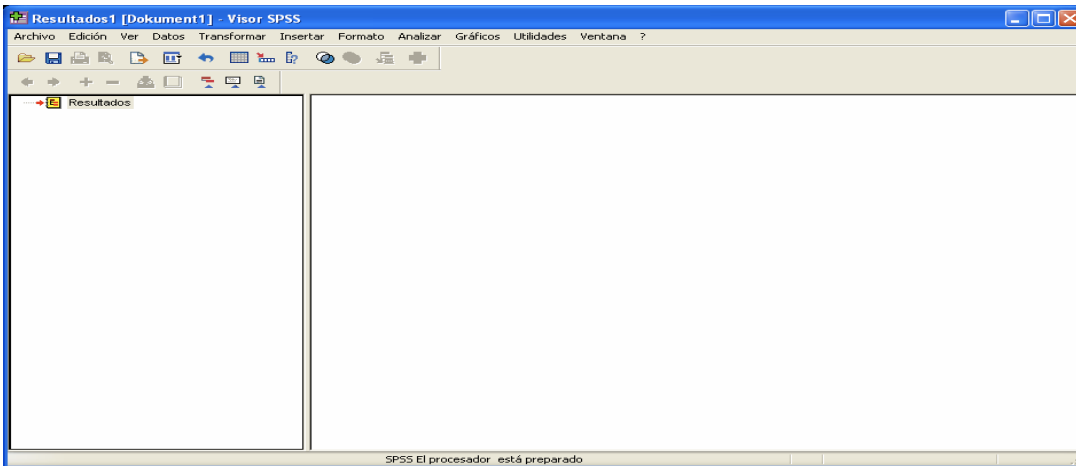 Resultados1 [Dokument1] - Visor SPSS
Archivo Edición Ver Datos Transformar Insertar Formato Analizar Gráficos Utilidades Ventana ?
Resultados
SPSS El procesador está preparado